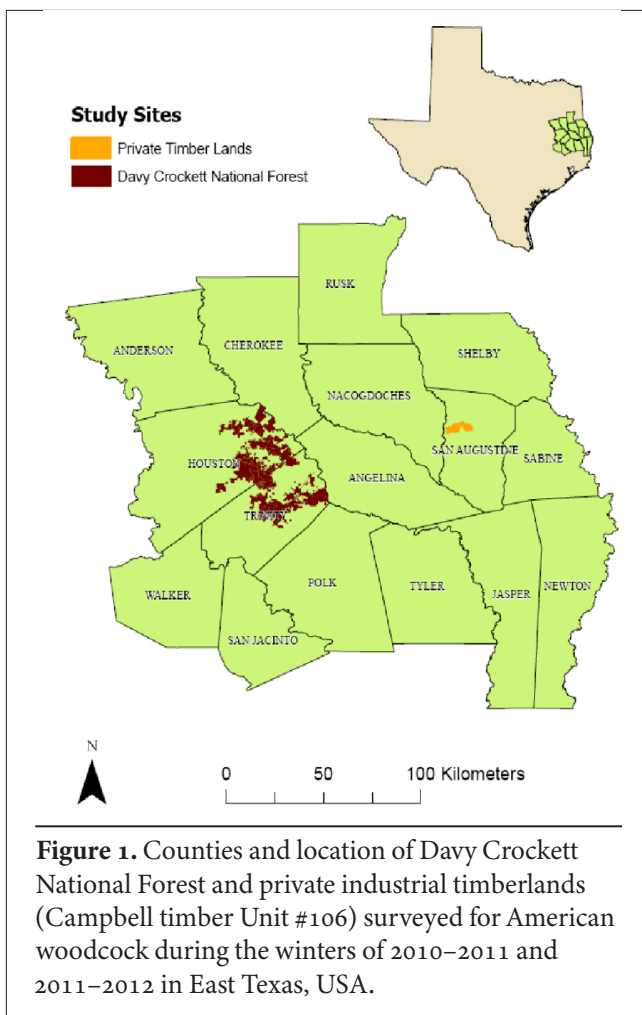 Study Sites
Private Timber Lands
Davy Crockett National Forest
RUSK
ANDERSON
CHEROKEE
SHELBY
NACOGDOCHES
HOUSTON
SAN AUGUSTINE
SABINE
ANGELINA
TRINITY
POLK
TYLER
WALKER
JASPER
NEWTON
SAN JACINTO
N
0 50 100 Kilometers
Figure 1. Counties and location of Davy Crockett
National Forest and private industrial timberlands
(Campbell timber Unit #106) surveyed for American
woodcock during the winters of 2010–2011 and
2011–2012 in East Texas, USA.